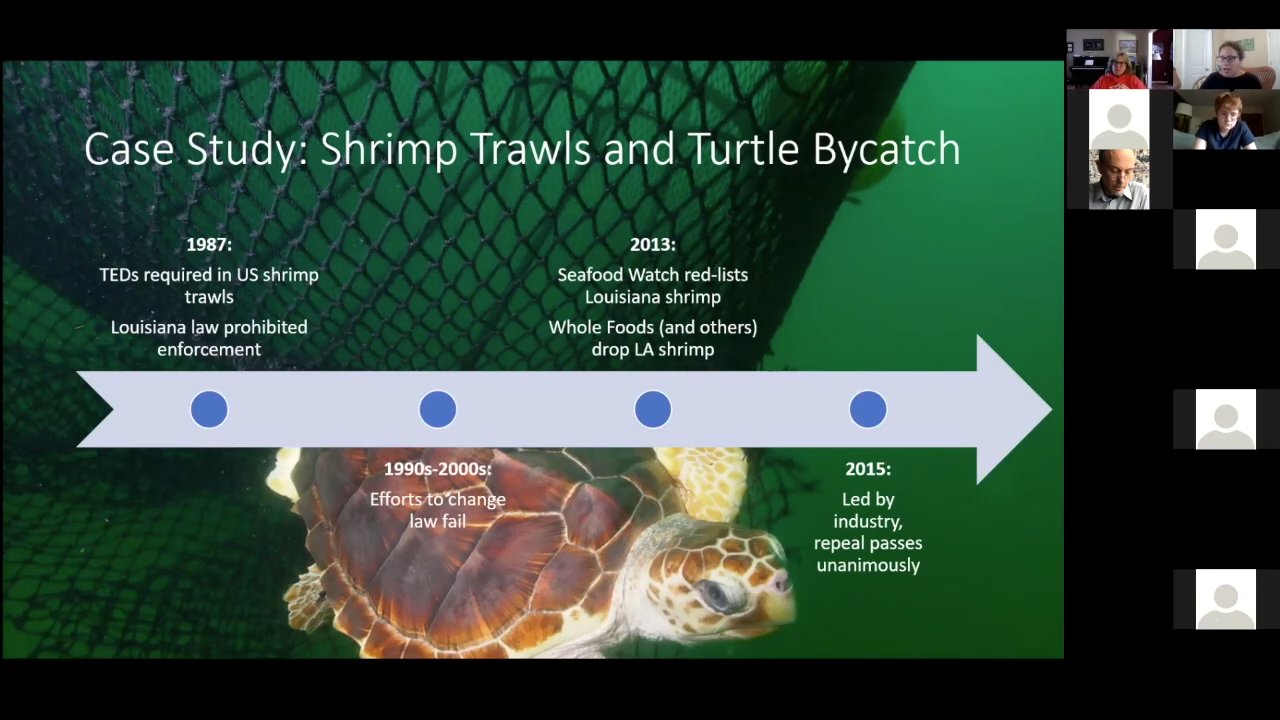 Case Study: Shrimp Trawls and Turtle Bycatch
1987:
TEDs required in US shrimp
trawls
Louisiana law prohibited
enforcement
1990s-2000s:
Efforts to change
law fail
2013:
Seafood Watch red-lists
Louisiana shrimp
Whole Foods (and others)
drop LA shrimp
2015:
Led by
industry,
repeal passes
unanimously